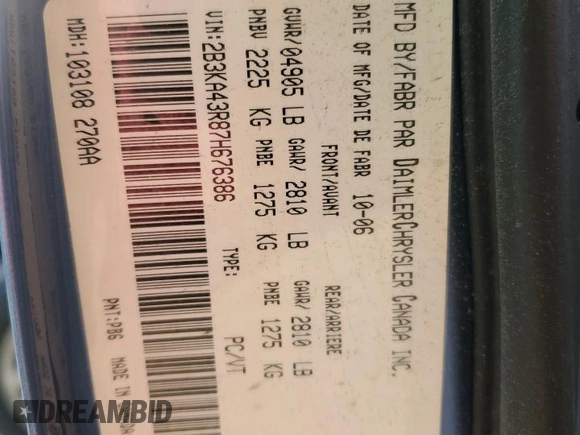 MFD BY/FABR PAR DAIMLERCHRYSLER CANADA INC.
DATE OF MFG/DATE DE FABR 10-06
FRONT/AVANT REAR/ARRIERE
GVWR/04905 LB GAWR/ 2810 LB GAWR/ 2810 LB
PNBV 2225 KG PNBE 1275 KG PNBE 1275 KG
VIN:2B3KA43R87H676386 TYPE: PC/VT
MDH:103108 270AA PNT:PB6 MADE IN
DREAMBID